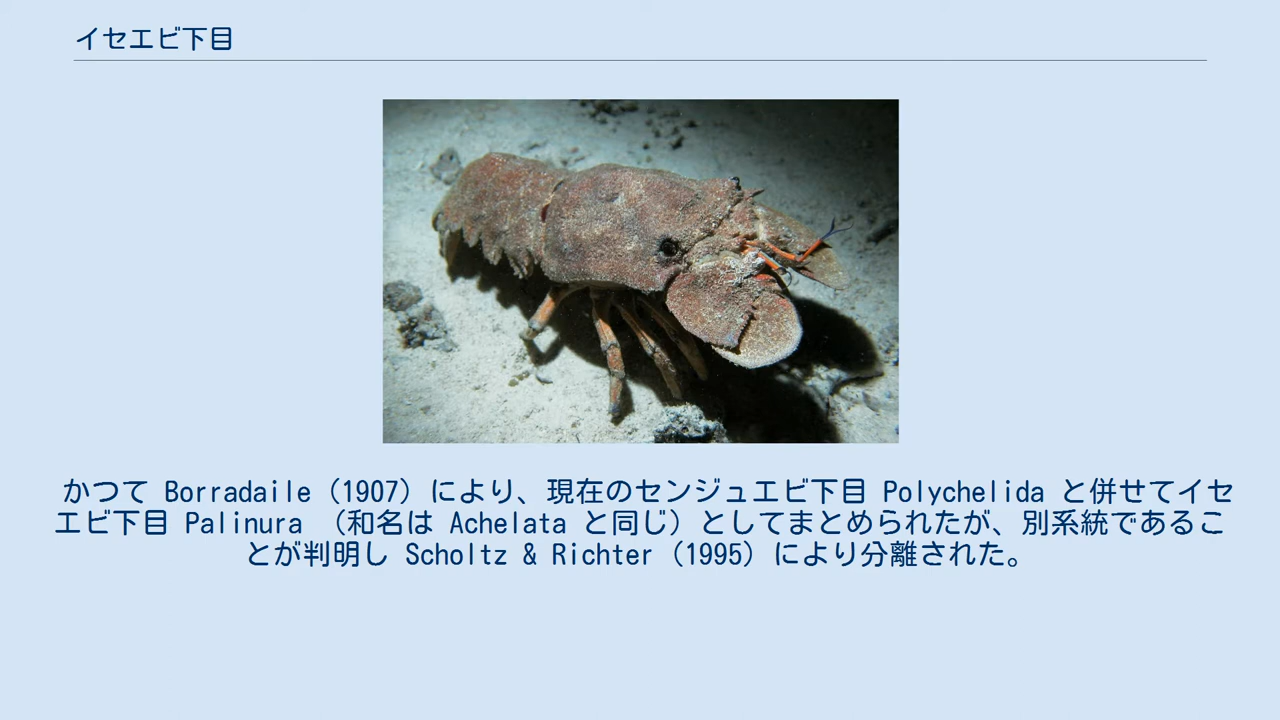 イセエビ下目
かつて Borradaile (1907) により、現在のセンジュエビ下目 Polychelida と併せてイセ
エビ下目 Palinura （和名は Achelata と同じ）としてまとめられたが、別系統であるこ
とが判明し Scholtz & Richter (1995) により分離された。